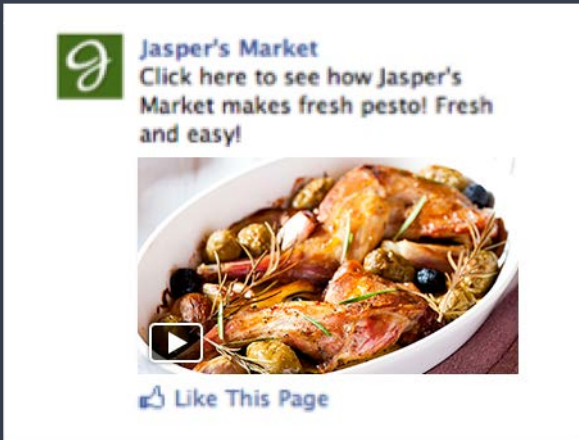 Jasper's Market
Click here to see how Jasper's
Market makes fresh pesto! Fresh
and easy!
Like This Page